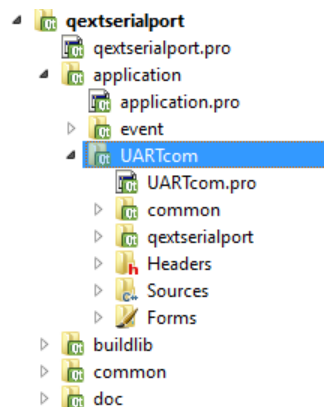 qextserialport
qextserialport.pro
application
application.pro
event
UARTcom
UARTcom.pro
common
qextserialport
Headers
Sources
Forms
buildlib
common
doc